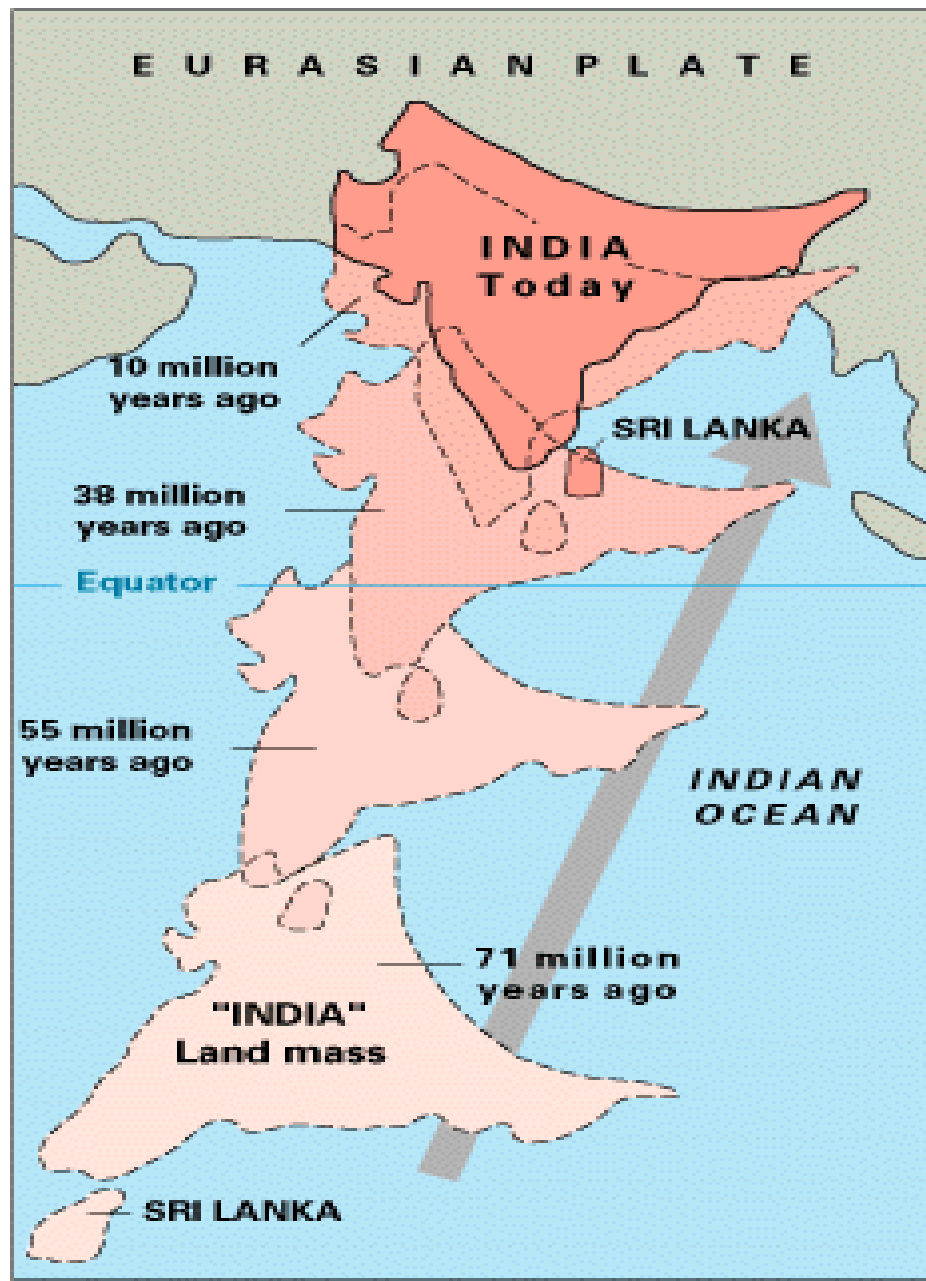 EURASIAN PLATE
INDIA
Today
10 million
years ago
SRI LANKA
38 million
years ago
Equator
55 million
years ago
INDIAN
OCEAN
71 million
years ago
"INDIA"
Land mass
SRI LANKA